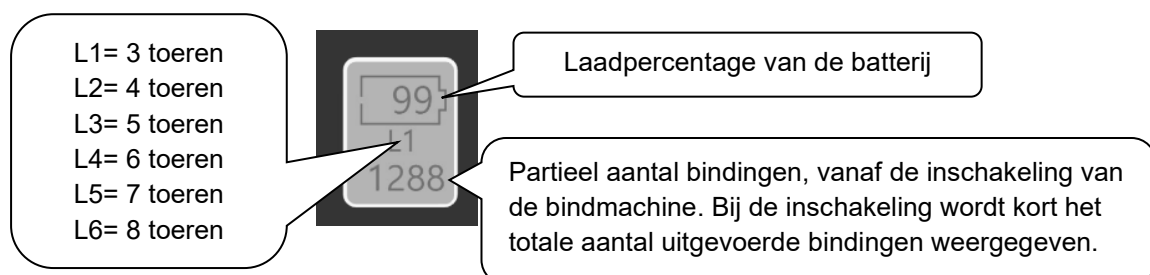 L1= 3 toeren
L2= 4 toeren
L3= 5 toeren
L4= 6 toeren
L5= 7 toeren
L6= 8 toeren
99
L1
1288
Laadpercentage van de batterij
Partieel aantal bindingen, vanaf de inschakeling van
de bindmachine. Bij de inschakeling wordt kort het
totale aantal uitgevoerde bindingen weergegeven.